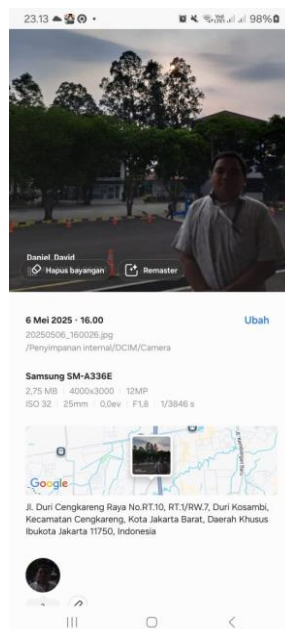 23.13
98%
Daniel_David
Hapus bayangan
Remaster
6 Mei 2025 · 16.00
Ubah
20250506_160026.jpg
/Penyimpanan internal/DCIM/Camera
Samsung SM-A336E
2,75 MB 4000x3000 12MP
ISO 32 25mm 0,0ev F1,8 1/3846 s
Google
Jl. Duri Cengkareng Raya No.RT.10, RT.1/RW.7, Duri Kosambi,
Kecamatan Cengkareng, Kota Jakarta Barat, Daerah Khusus
Ibukota Jakarta 11750, Indonesia